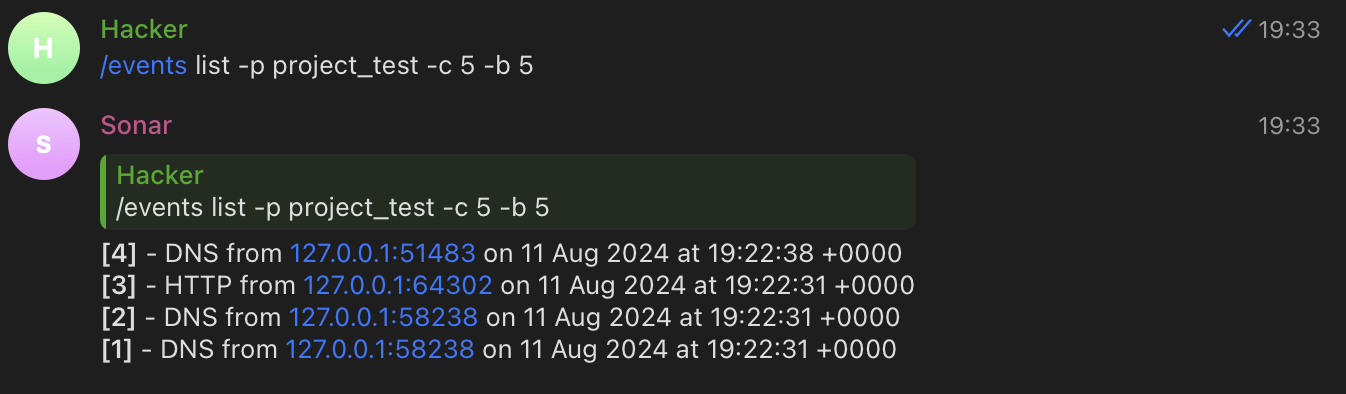 H
Hacker
19:33
/events list -p project_test -c 5 -b 5
S
Sonar
19:33
Hacker
/events list -p project_test -c 5 -b 5
[4] - DNS from 127.0.0.1:51483 on 11 Aug 2024 at 19:22:38 +0000
[3] - HTTP from 127.0.0.1:64302 on 11 Aug 2024 at 19:22:31 +0000
[2] - DNS from 127.0.0.1:58238 on 11 Aug 2024 at 19:22:31 +0000
[1] - DNS from 127.0.0.1:58238 on 11 Aug 2024 at 19:22:31 +0000